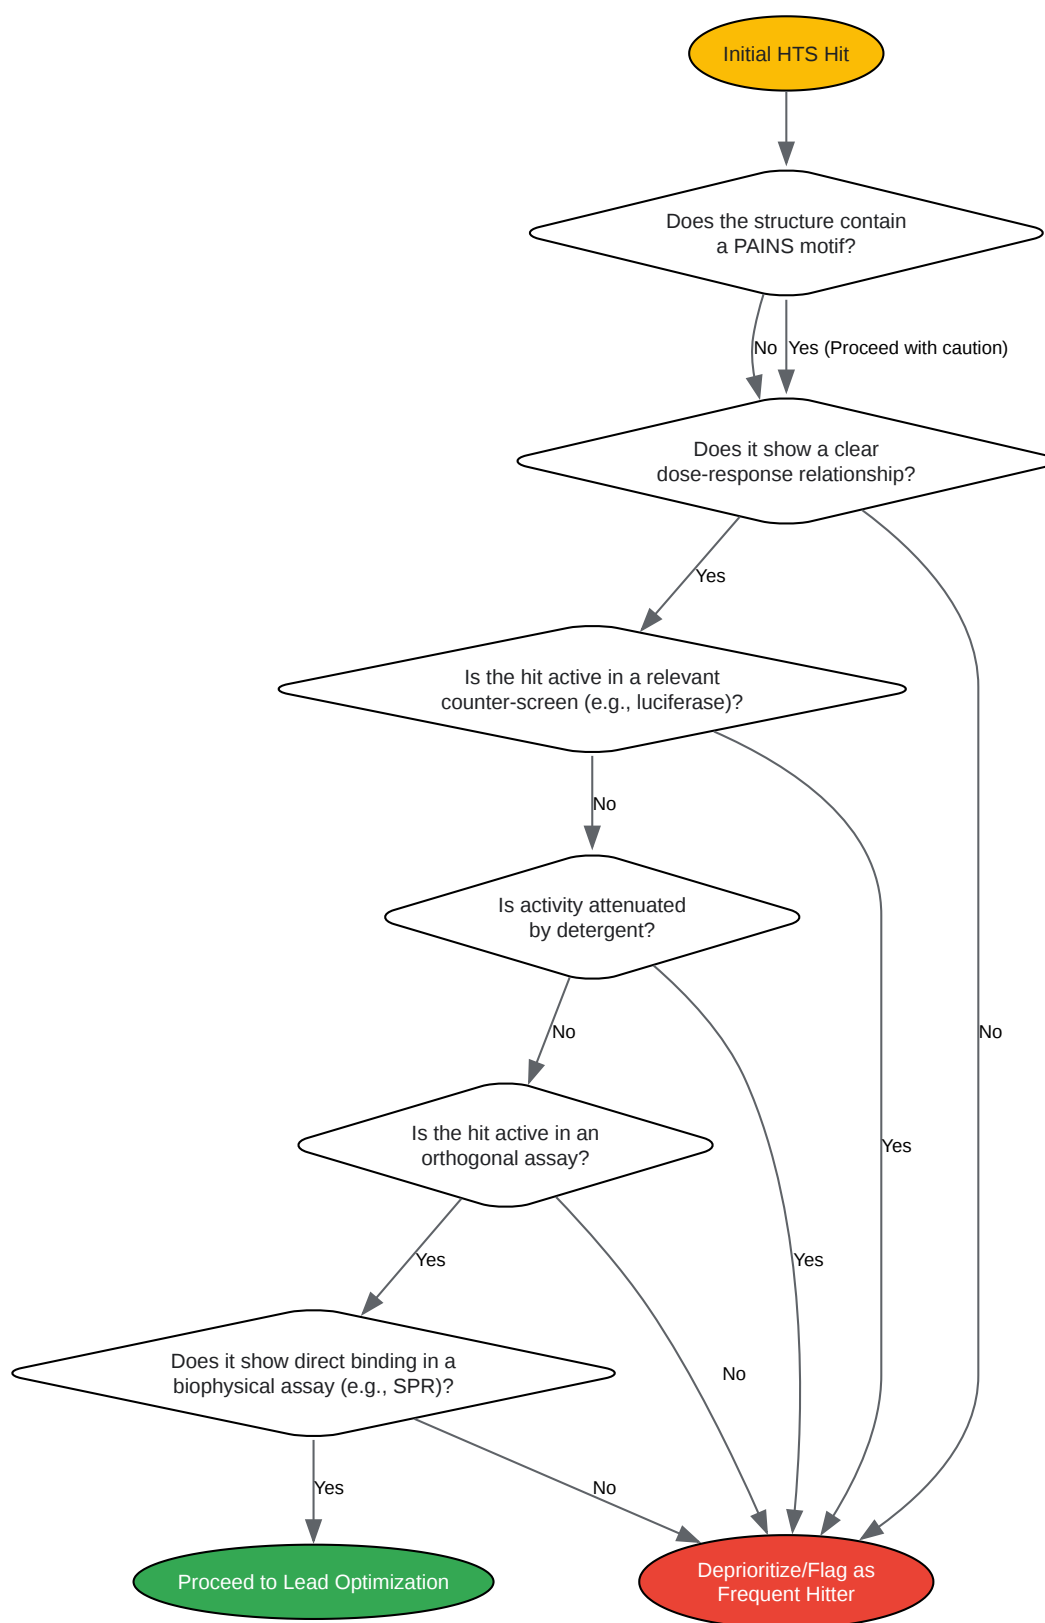 Initial HTS Hit
Does the structure contain
a PAINS motif?
No
Yes (Proceed with caution)
Does it show a clear
dose-response relationship?
Yes
Is the hit active in a relevant
counter-screen (e.g., luciferase)?
No
Is activity attenuated
by detergent?
No
No
Is the hit active in an
orthogonal assay?
Yes
Yes
Yes
Does it show direct binding in a
biophysical assay (e.g., SPR)?
No
Yes
No
Proceed to Lead Optimization
Deprioritize/Flag as
Frequent Hitter